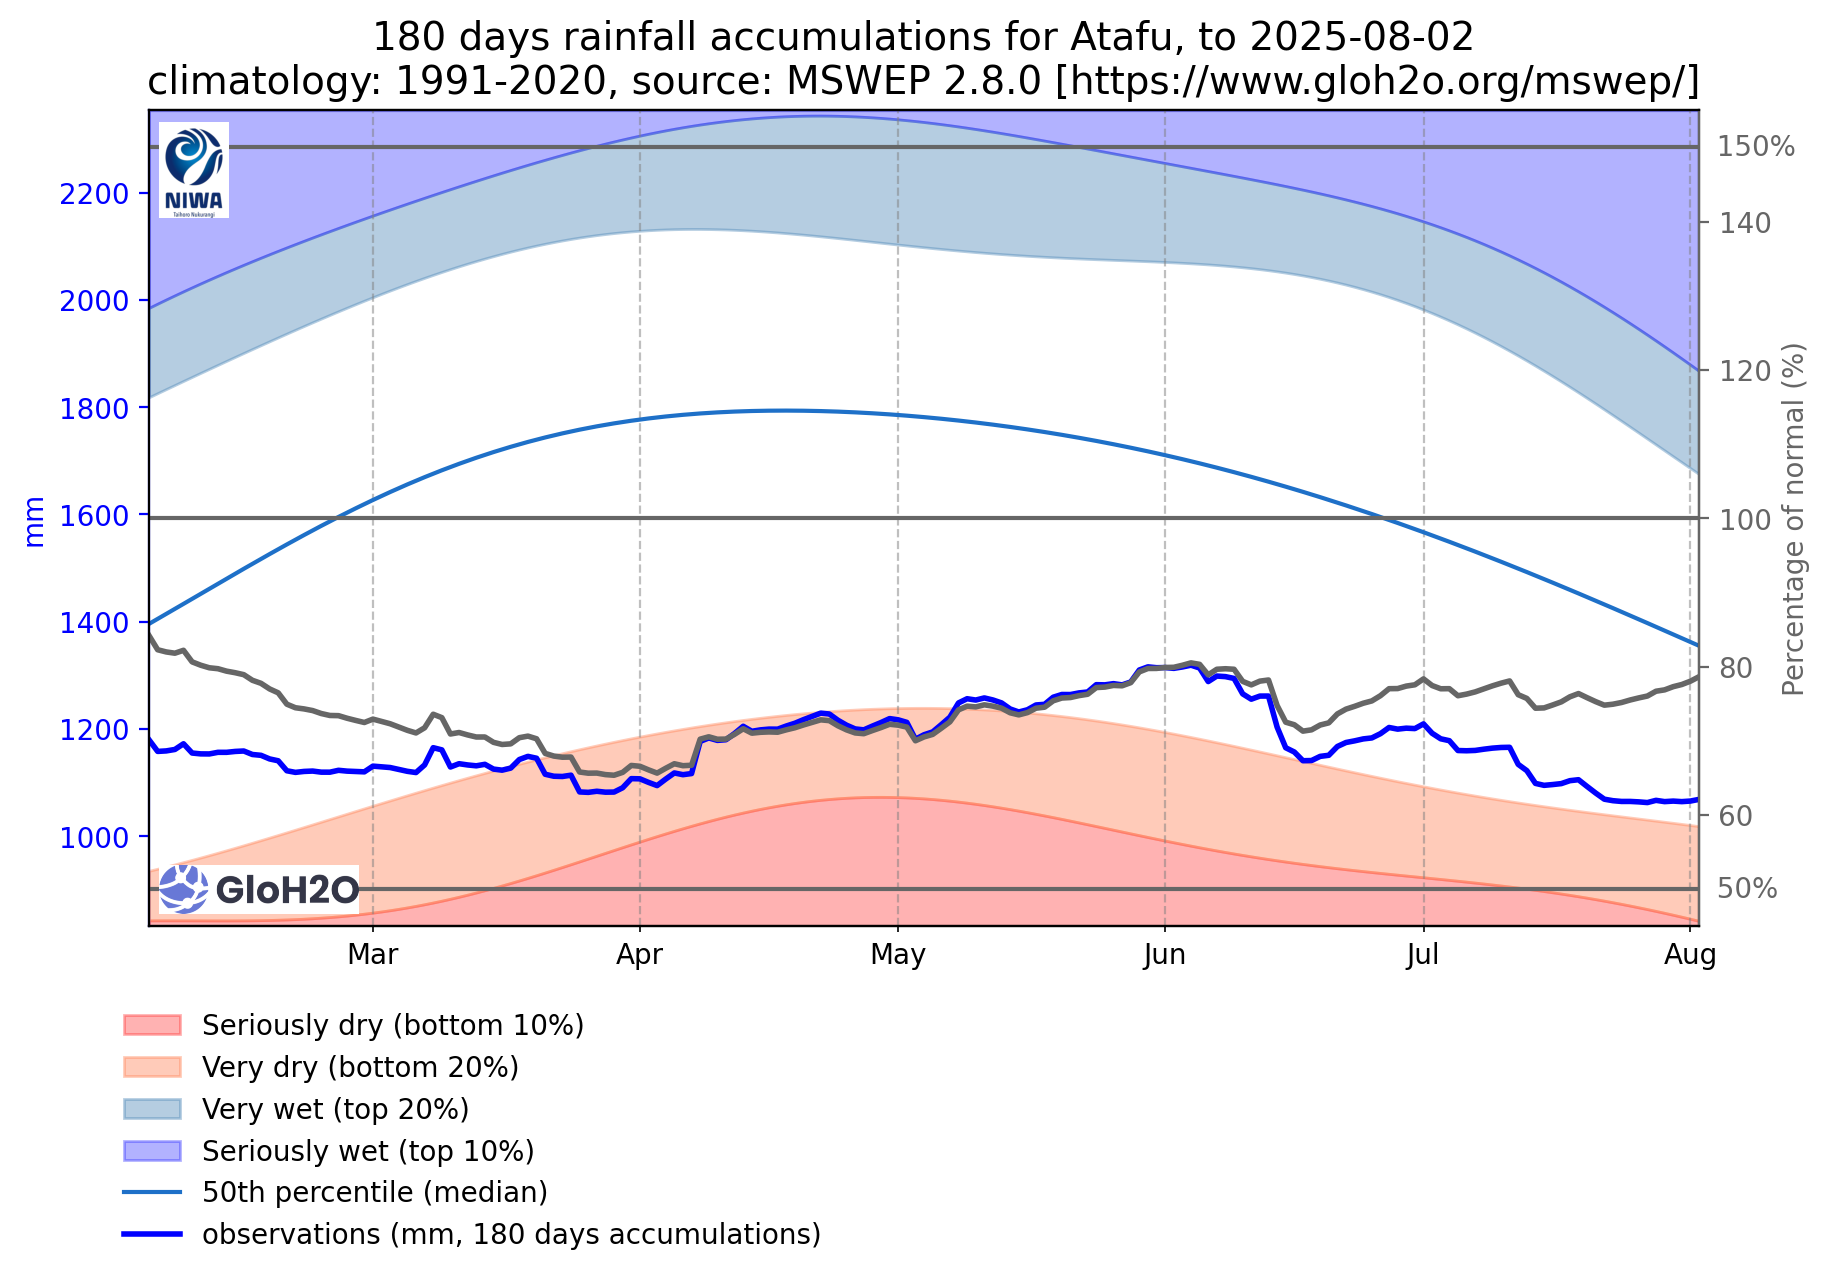 180 days rainfall accumulations for Atafu, to 2025-08-02
climatology: 1991-2020, source: MSWEP 2.8.0 [https://www.gloh2o.org/mswep/]
NIWA
Taihoro Nukurangi
2200
2000
1800
1600
1400
1200
1000
mm
150%
140
120
100
80
60
50%
Percentage of normal (%)
GloH2O
Mar
Apr
May
Jun
Jul
Aug
Seriously dry (bottom 10%)
Very dry (bottom 20%)
Very wet (top 20%)
Seriously wet (top 10%)
50th percentile (median)
observations (mm, 180 days accumulations)